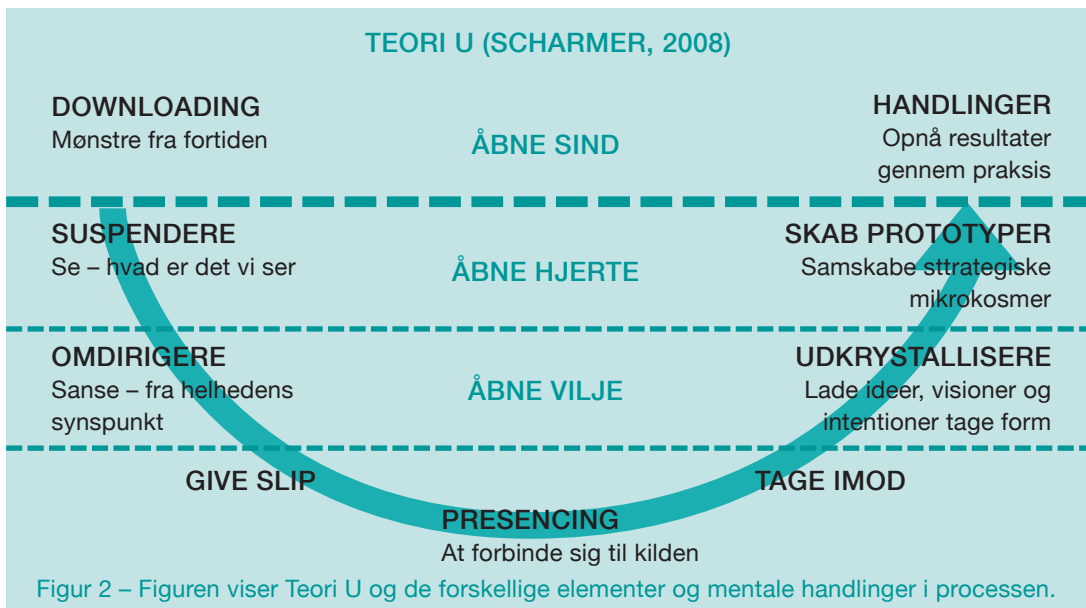 TEORI U (SCHARMER, 2008)
DOWNLOADING
Mønstre fra fortiden
ÅBNE SIND
HANDLINGER
Opnå resultater
gennem praksis
SUSPENDERE
Se – hvad er det vi ser
ÅBNE HJERTE
SKAB PROTOTYPER
Samskabe sttrategiske
mikrokosmer
OMDIRIGERE
Sanse – fra helhedens
synspunkt
ÅBNE VILJE
UDKRYSTALLISERE
Lade ideer, visioner og
intentioner tage form
GIVE SLIP
TAGE IMOD
PRESENCING
At forbinde sig til kilden
Figur 2 – Figuren viser Teori U og de forskellige elementer og mentale handlinger i processen.